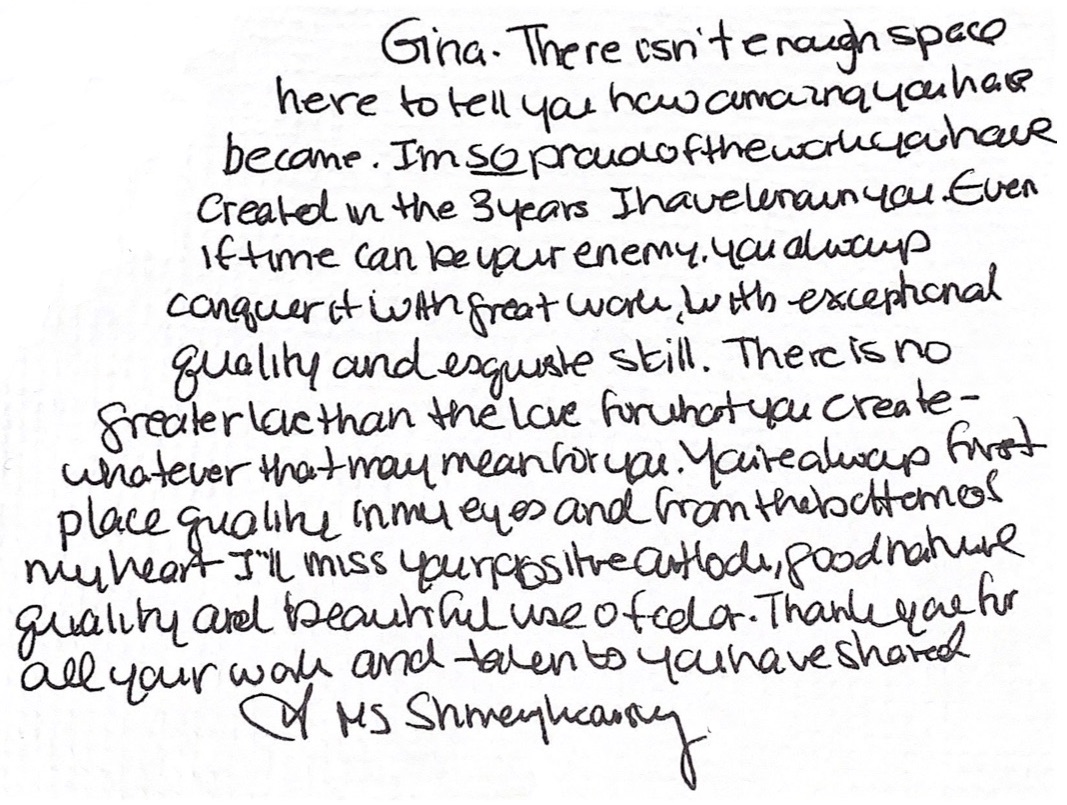 Gina. There isn't enough space
here to tell you how amazing you have
become. I'm so proud of the work you have
created in the 3 years I have known you. Even
if time can be your enemy. you always
conquer it with great work, with exceptional
quality and esquiste skill. There is no
greater love than the love for what you create -
whatever that may mean for you. You're always first
place quality in my eyes and from the bottem of
my heart I'll miss your positive outlook, good nature
quality and beautiful use of color. Thank you for
all your work and talents you have shared
♡ Ms